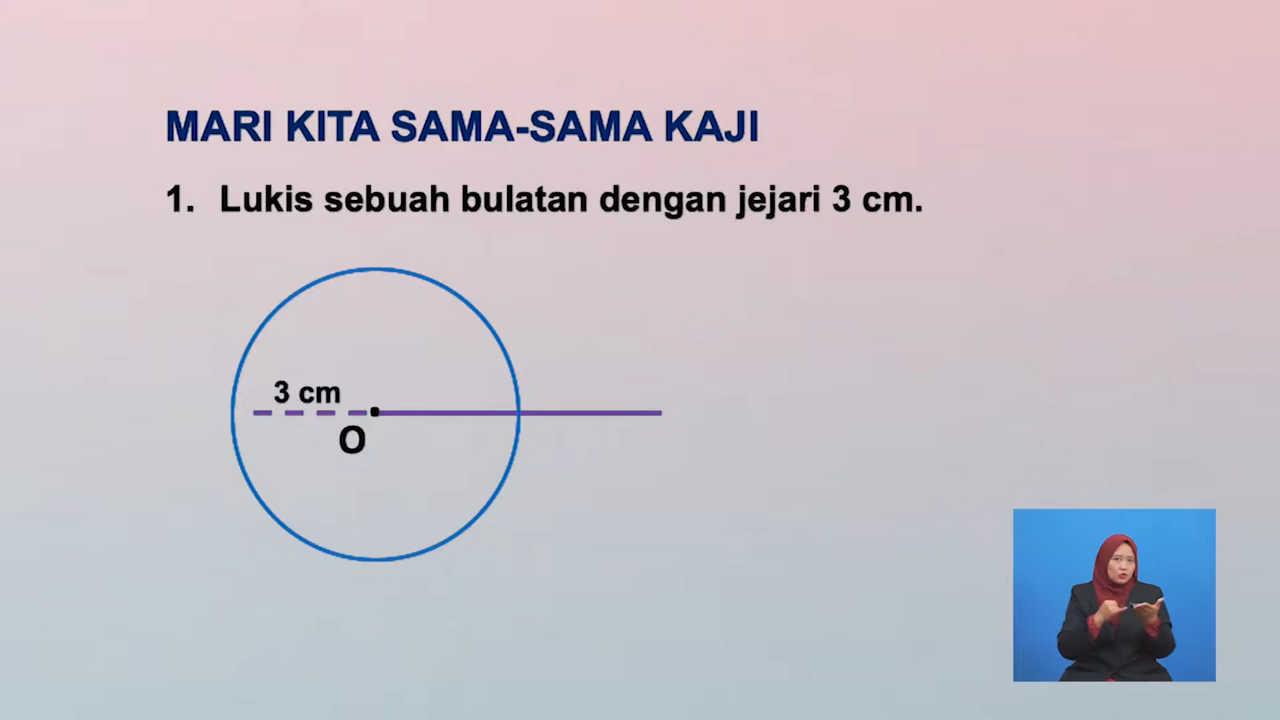 MARI KITA SAMA-SAMA KAJI
1. Lukis sebuah bulatan dengan jejari 3 cm.
3 cm
O